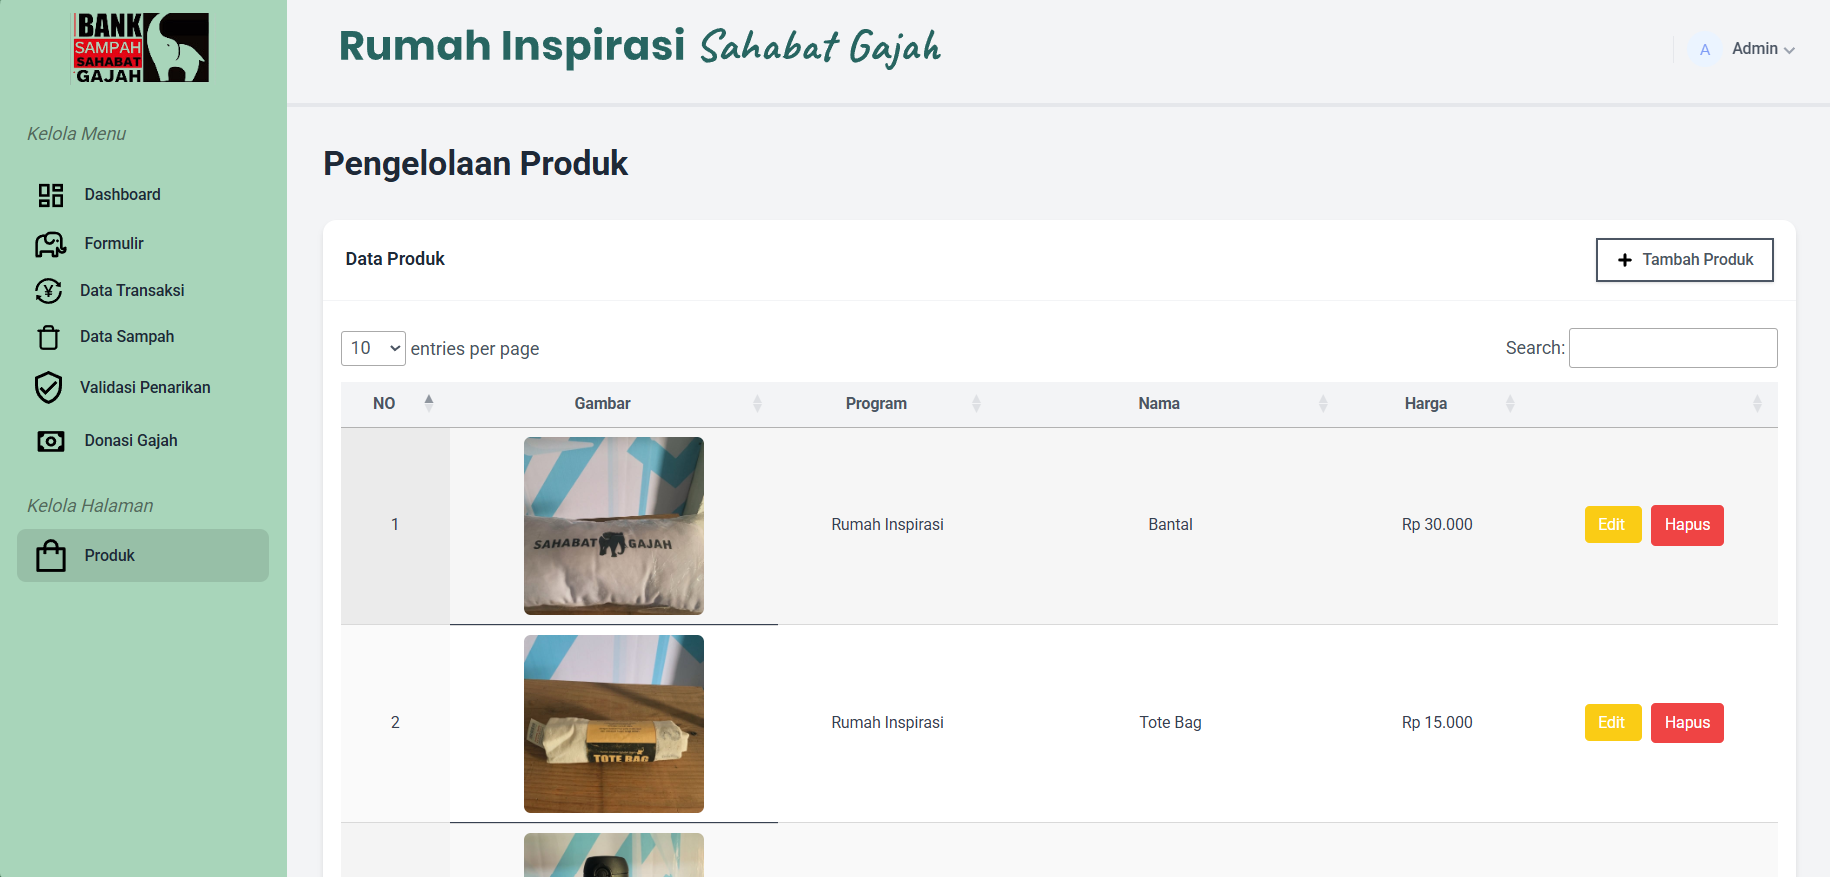 BANK
SAMPAH
SAHABAT
GAJAH
Rumah Inspirasi Sahabat Gajah
A Admin
Kelola Menu
Dashboard
Formulir
Data Transaksi
Data Sampah
Validasi Penarikan
Donasi Gajah
Kelola Halaman
Produk
Pengelolaan Produk
Data Produk
+ Tambah Produk
10 entries per page
Search:
NO Gambar Program Nama Harga
SAHABAT GAJAH
1 Rumah Inspirasi Bantal Rp 30.000 Edit Hapus
2 Rumah Inspirasi Tote Bag Rp 15.000 Edit Hapus
TOTE BAG